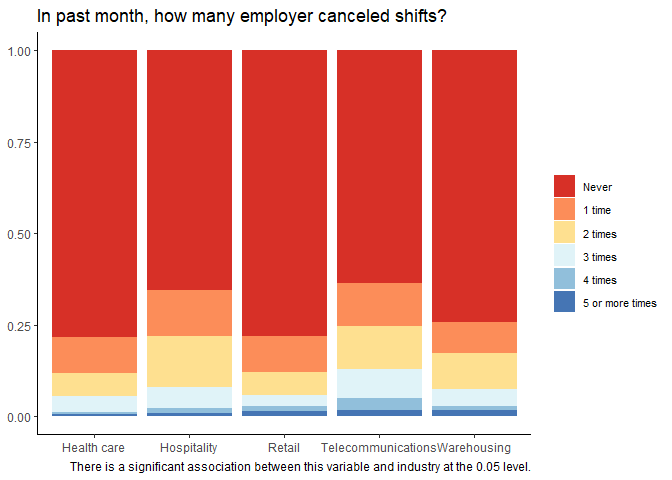 In past month, how many employer canceled shifts?
1.00
0.75
0.50
0.25
0.00
Never
1 time
2 times
3 times
4 times
5 or more times
Health care
Hospitality
Retail
Telecommunications
Warehousing
There is a significant association between this variable and industry at the 0.05 level.